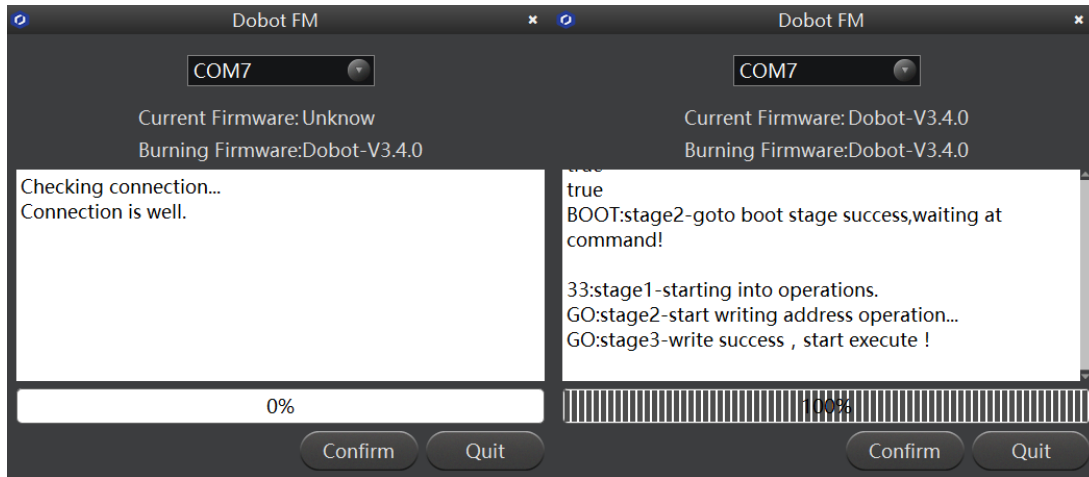 Dobot FM
COM7
Current Firmware: Unknow
Burning Firmware:Dobot-V3.4.0
Checking connection...
Connection is well.
0%
Confirm
Quit
Dobot FM
COM7
Current Firmware: Dobot-V3.4.0
Burning Firmware:Dobot-V3.4.0
true
true
BOOT:stage2-goto boot stage success,waiting at
command!
33:stage1-starting into operations.
GO:stage2-start writing address operation...
GO:stage3-write success , start execute !
100%
Confirm
Quit